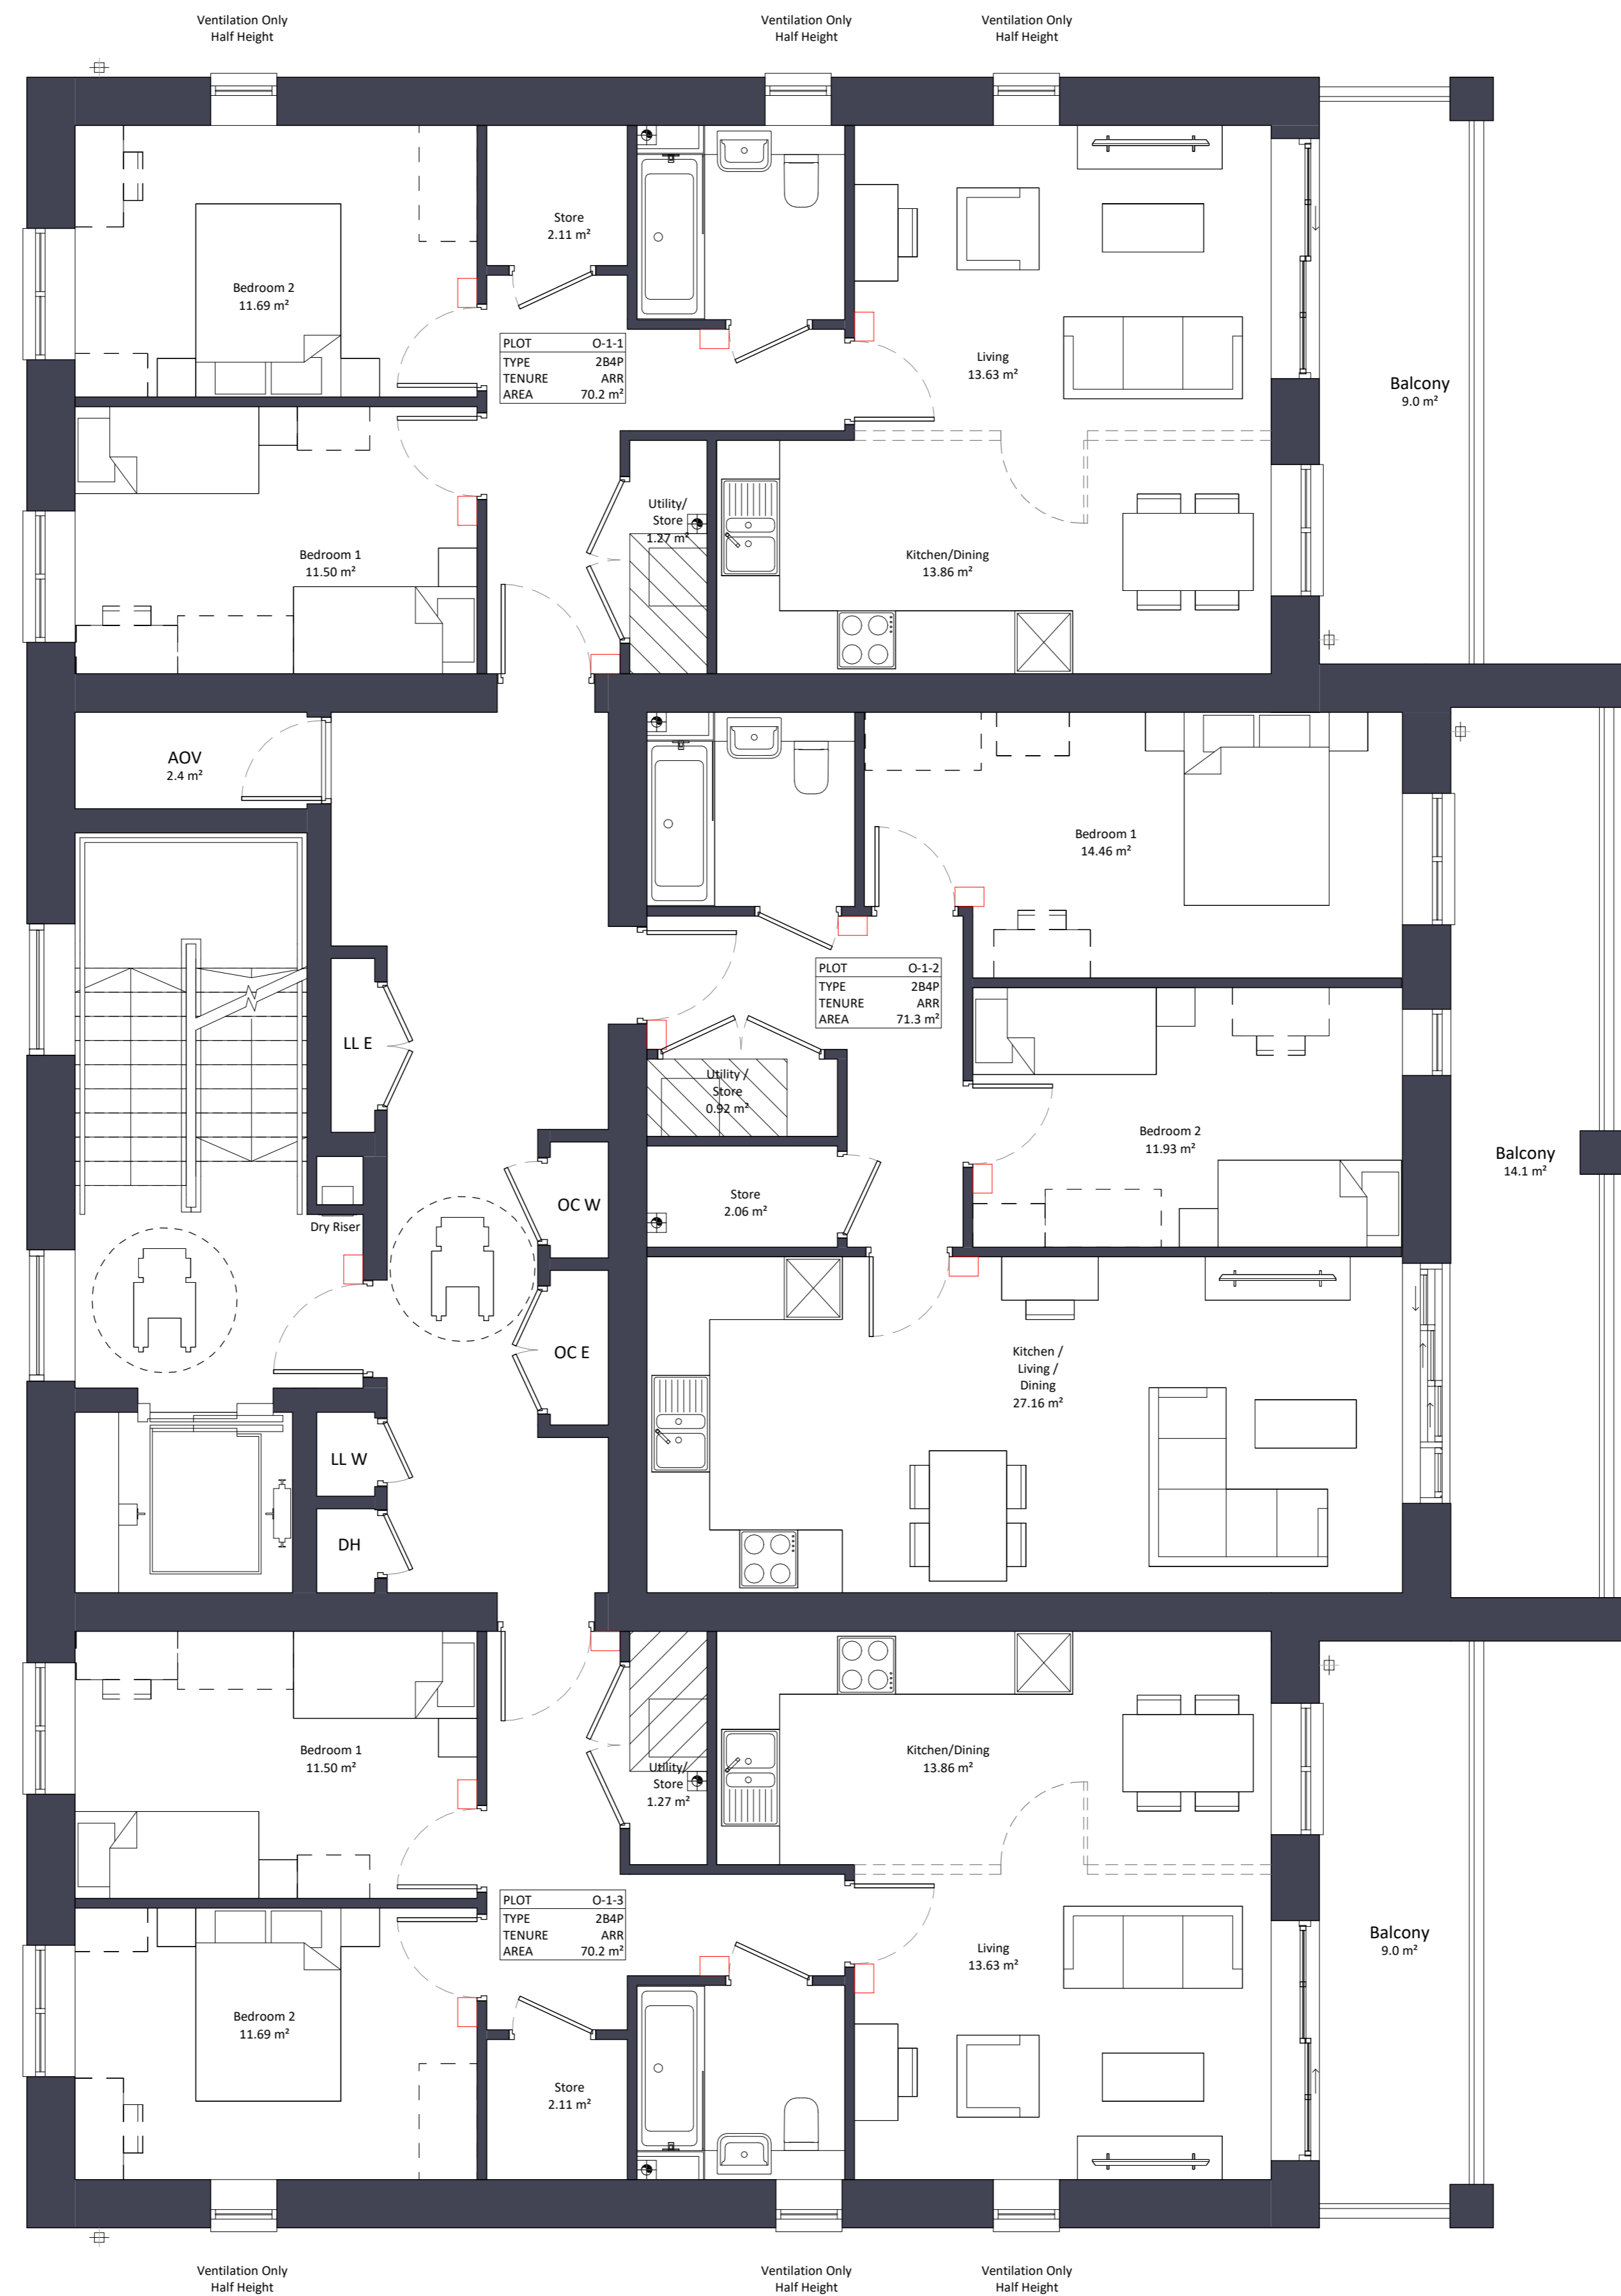 Ventilation Only
Half Height
Ventilation Only
Half Height
Ventilation Only
Half Height
Store
2.11 m²
Bedroom 2
11.69 m²
PLOT O-1-1
TYPE 2B4P
TENURE ARR
AREA 70.2 m²
Living
13.63 m²
Balcony
9.0 m²
Utility/
Store
1.27 m²
Bedroom 1
11.50 m²
Kitchen/Dining
13.86 m²
AOV
2.4 m²
Bedroom 1
14.46 m²
PLOT O-1-2
TYPE 2B4P
TENURE ARR
AREA 71.3 m²
LL E
Utility /
Store
0.92 m²
Bedroom 2
11.93 m²
Balcony
14.1 m²
OC W
Store
2.06 m²
Dry Riser
OC E
Kitchen /
Living /
Dining
27.16 m²
LL W
DH
Bedroom 1
11.50 m²
Kitchen/Dining
13.86 m²
Utility/
Store
1.27 m²
PLOT O-1-3
TYPE 2B4P
TENURE ARR
AREA 70.2 m²
Living
13.63 m²
Balcony
9.0 m²
Bedroom 2
11.69 m²
Store
2.11 m²
Ventilation Only
Half Height
Ventilation Only
Half Height
Ventilation Only
Half Height